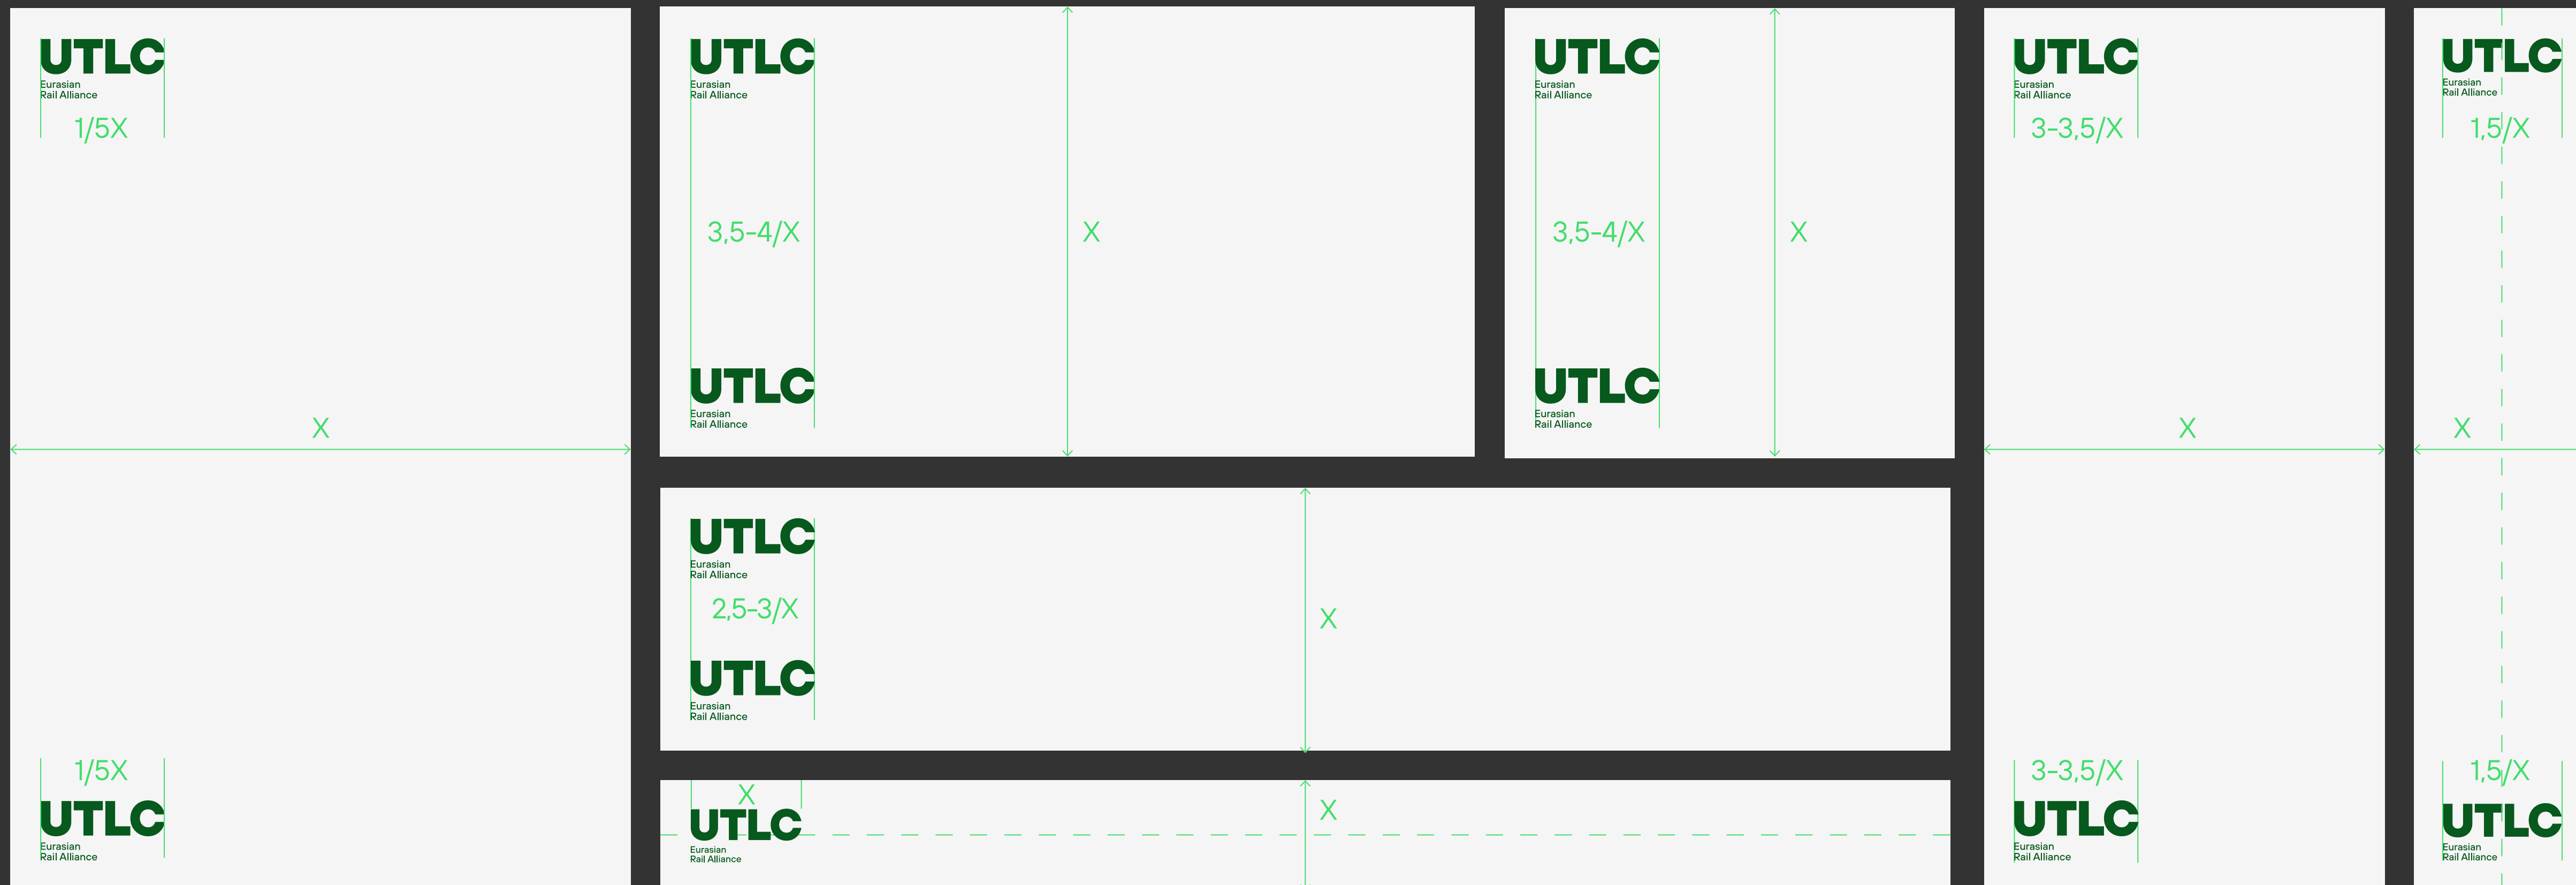 UTLC
Eurasian
Rail Alliance
1/5X
X
1/5X
UTLC
Eurasian
Rail Alliance
UTLC
Eurasian
Rail Alliance
3,5-4/X
X
UTLC
Eurasian
Rail Alliance
UTLC
Eurasian
Rail Alliance
3,5-4/X
X
UTLC
Eurasian
Rail Alliance
UTLC
Eurasian
Rail Alliance
2,5-3/X
X
UTLC
Eurasian
Rail Alliance
X
UTLC
Eurasian
Rail Alliance
X
UTLC
Eurasian
Rail Alliance
3-3,5/X
X
3-3,5/X
UTLC
Eurasian
Rail Alliance
UTLC
Eurasian
Rail Alliance
1,5/X
X
1,5/X
UTLC
Eurasian
Rail Alliance